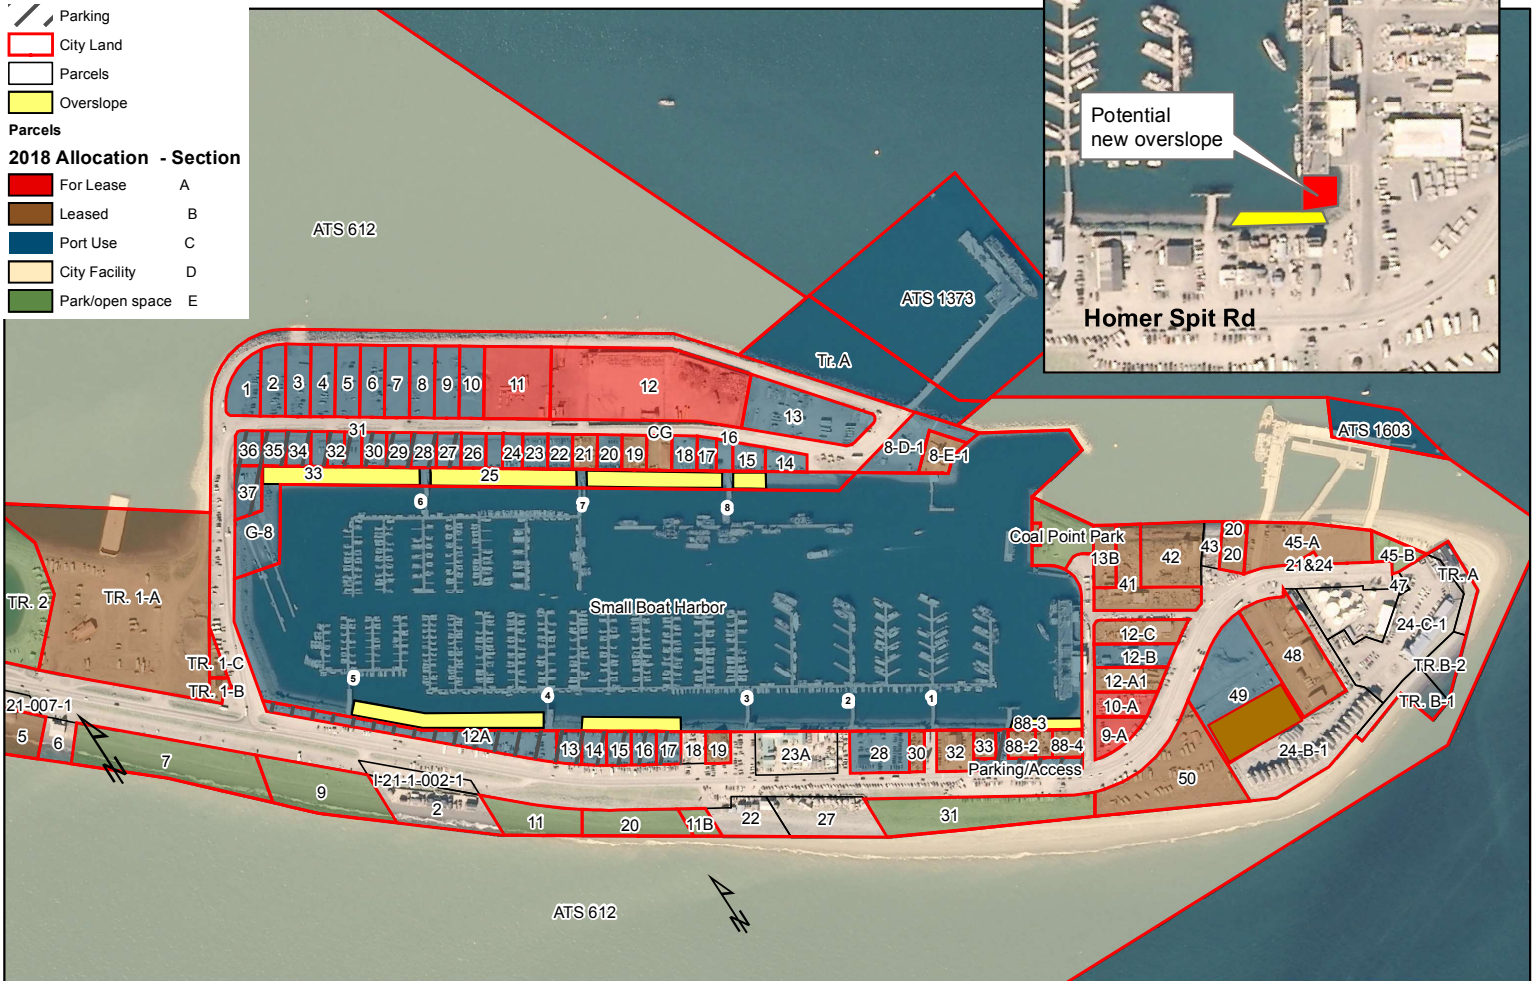 Parking
City Land
Parcels
Overslope
Parcels
2018 Allocation - Section
For Lease A
Leased B
Port Use C
City Facility D
Park/open space E
Potential
new overslope
Homer Spit Rd
ATS 612
ATS 1373
Tr. A
ATS 1603
1 2 3 4 5 6 7 8 9 10 11 12 13
31 CG 16
36 35 34 32 30 29 28 27 26 24 23 22 21 20 19 18 17 15 14
8-D-1
8-E-1
33 25
37
6 7 8
G-8
Coal Point Park
13B
41
42
43
20
20
45-A
21&24
45-B
47
TR. A
24-C-1
TR. 2
TR. 1-A
Small Boat Harbor
12-C
12-B
12-A1
10-A
9-A
48
49
TR.B-2
TR. B-1
24-B-1
50
TR. 1-C
TR. 1-B
21-007-1
5 4 3 2 1
5 6
7
12A
13 14 15 16 17 18 19
23A
28 30 32 33
88-3
88-2 88-4
Parking/Access
9
I-21-1-002-1
2
11
20
11B
22
27
31
N
ATS 612
N